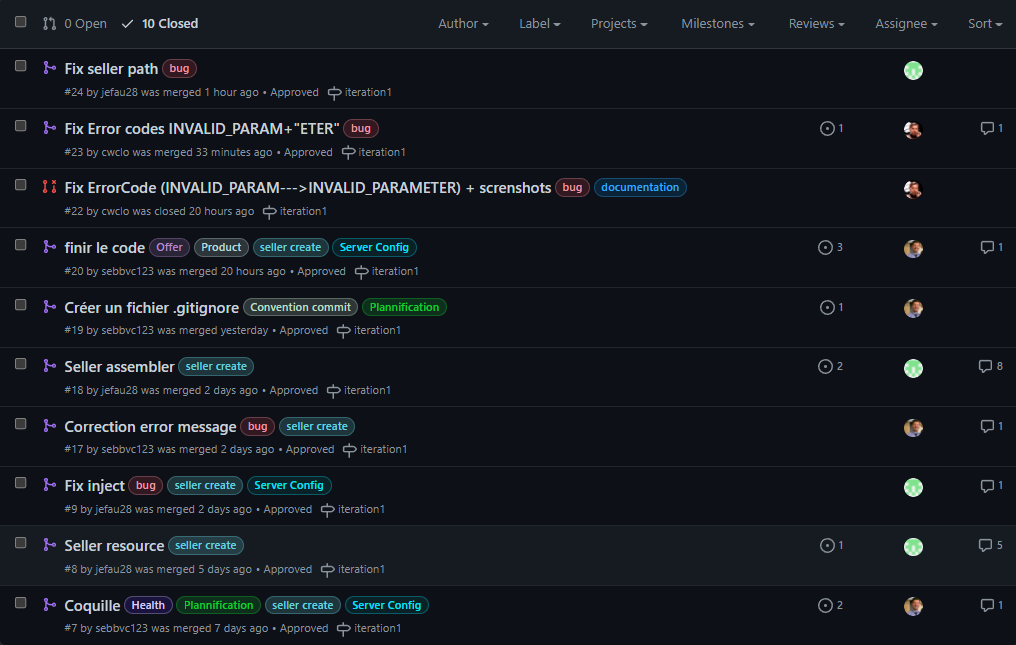 0 Open 10 Closed Author Label Projects Milestones Reviews Assignee Sort
Fix seller path bug
#24 by jefau28 was merged 1 hour ago • Approved iteration1
Fix Error codes INVALID_PARAM+"ETER" bug 1 1
#23 by cwclo was merged 33 minutes ago • Approved iteration1
Fix ErrorCode (INVALID_PARAM--->INVALID_PARAMETER) + screnshots bug documentation
#22 by cwclo was closed 20 hours ago iteration1
finir le code Offer Product seller create Server Config 3 1
#20 by sebbvc123 was merged 20 hours ago • Approved iteration1
Créer un fichier .gitignore Convention commit Plannification 1
#19 by sebbvc123 was merged yesterday • Approved iteration1
Seller assembler seller create 2 8
#18 by jefau28 was merged 2 days ago • Approved iteration1
Correction error message bug seller create 1
#17 by sebbvc123 was merged 2 days ago • Approved iteration1
Fix inject bug seller create Server Config 1
#9 by jefau28 was merged 2 days ago • Approved iteration1
Seller resource seller create 1 5
#8 by jefau28 was merged 5 days ago • Approved iteration1
Coquille Health Plannification seller create Server Config 2 1
#7 by sebbvc123 was merged 7 days ago • Approved iteration1